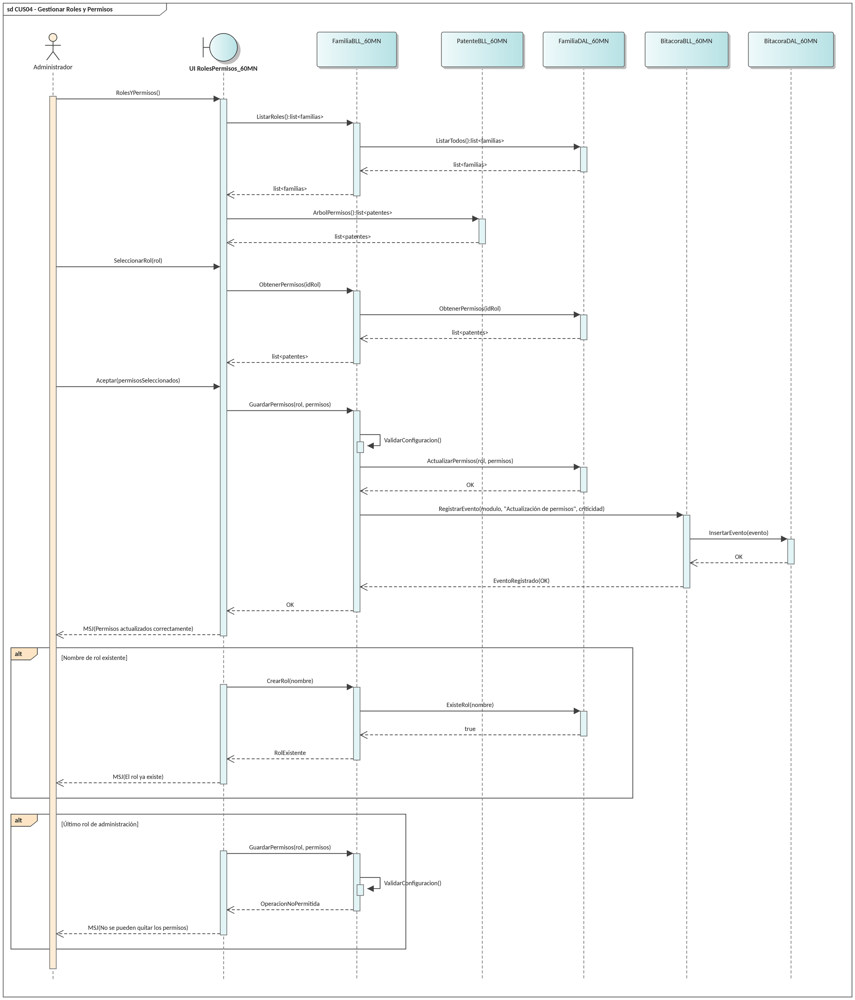 sd CUS04 - Gestionar Roles y Permisos
Administrador
UI RolesPermisos_60MN
FamiliaBLL_60MN
PatenteBLL_60MN
FamiliaDAL_60MN
BitacoraBLL_60MN
BitacoraDAL_60MN
RolesYPermisos()
ListarRoles():list<familias>
ListarTodos():list<familias>
list<familias>
list<familias>
ArbolPermisos():list<patentes>
list<patentes>
SeleccionarRol(rol)
ObtenerPermisos(idRol)
ObtenerPermisos(idRol)
list<patentes>
list<patentes>
Aceptar(permisosSeleccionados)
GuardarPermisos(rol, permisos)
ValidarConfiguracion()
ActualizarPermisos(rol, permisos)
OK
RegistrarEvento(modulo, "Actualización de permisos", criticidad)
InsertarEvento(evento)
OK
EventoRegistrado(OK)
OK
MSJ(Permisos actualizados correctamente)
alt
[Nombre de rol existente]
CrearRol(nombre)
ExisteRol(nombre)
true
RolExistente
MSJ(El rol ya existe)
alt
[Último rol de administración]
GuardarPermisos(rol, permisos)
ValidarConfiguracion()
OperacionNoPermitida
MSJ(No se pueden quitar los permisos)